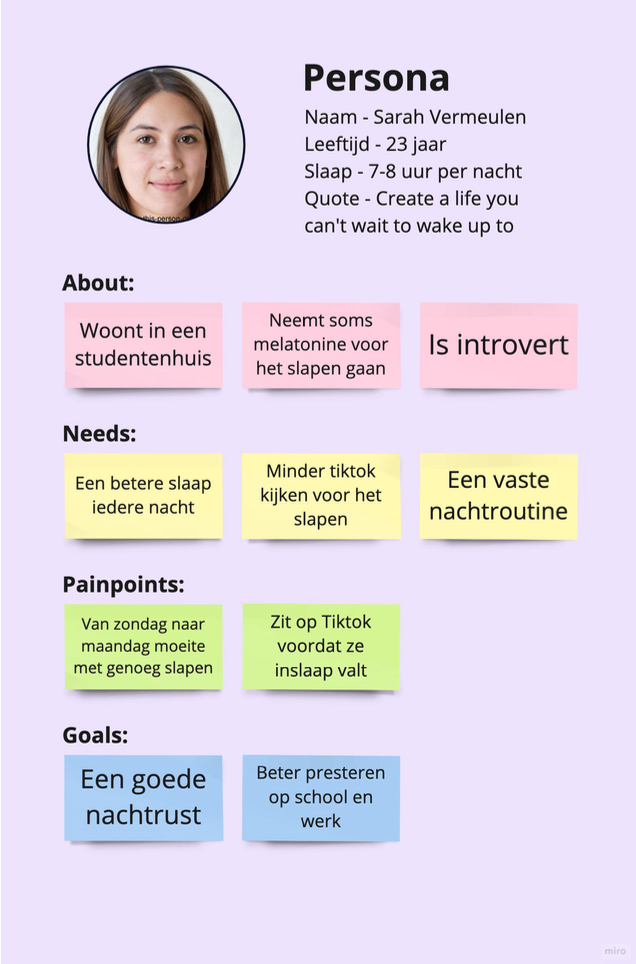 Persona
Naam - Sarah Vermeulen
Leeftijd - 23 jaar
Slaap - 7-8 uur per nacht
Quote - Create a life you
can't wait to wake up to
About:
Woont in een
studentenhuis
Neemt soms
melatonine voor
het slapen gaan
Is introvert
Needs:
Een betere slaap
iedere nacht
Minder tiktok
kijken voor het
slapen
Een vaste
nachtroutine
Painpoints:
Van zondag naar
maandag moeite
met genoeg slapen
Zit op Tiktok
voordat ze
inslaap valt
Goals:
Een goede
nachtrust
Beter presteren
op school en
werk
miro